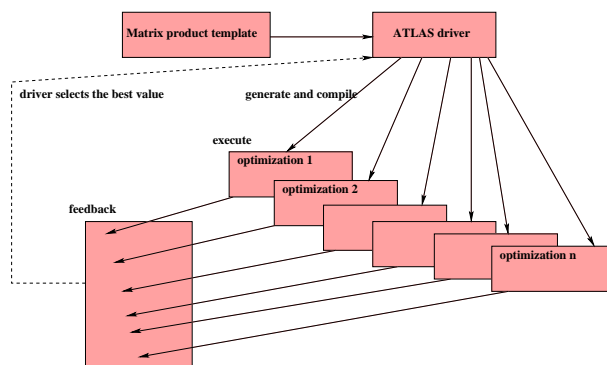 Matrix product template
ATLAS driver
driver selects the best value
generate and compile
execute
optimization 1
optimization 2
feedback
optimization n